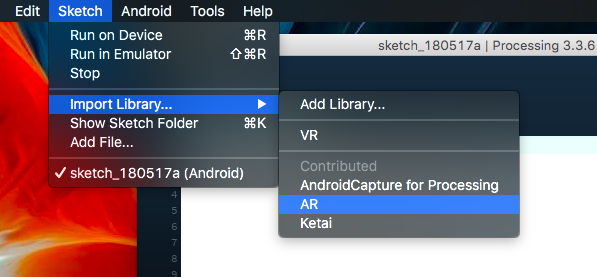 Edit Sketch Android Tools Help
sketch_180517a | Processing 3.3.6
Run on Device ⌘R
Run in Emulator ⇧⌘R
Stop
Import Library... ▶
Show Sketch Folder ⌘K
Add File...
✓ sketch_180517a (Android)
Add Library...
VR
Contributed
AndroidCapture for Processing
AR
Ketai
4
5
6
7
8
9